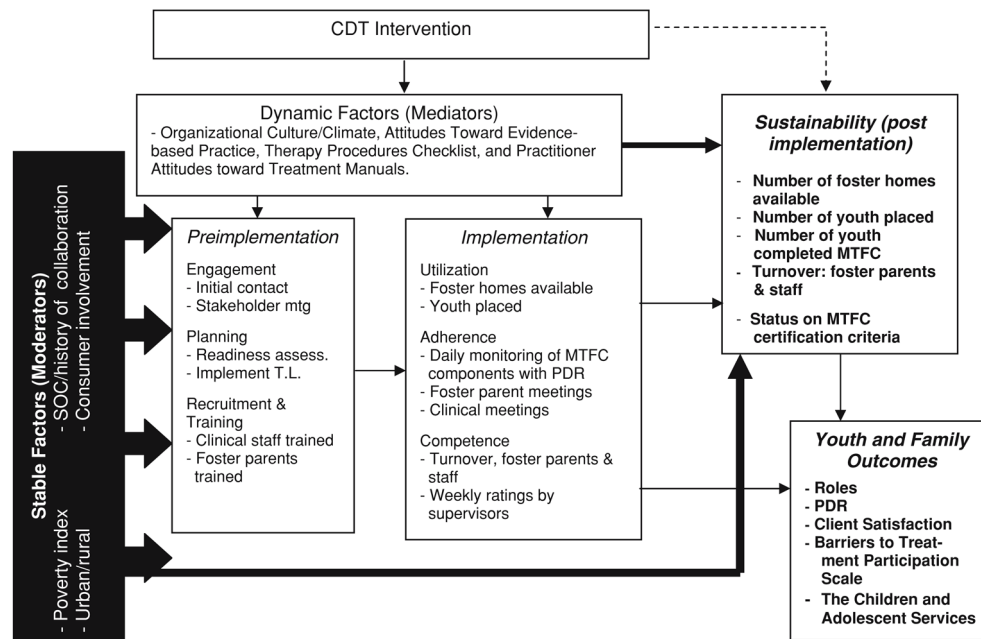 CDT Intervention
Dynamic Factors (Mediators)
- Organizational Culture/Climate, Attitudes Toward Evidence-
based Practice, Therapy Procedures Checklist, and Practitioner
Attitudes toward Treatment Manuals.
Stable Factors (Moderators)
- SOC/history of collaboration
- Consumer involvement
- Poverty index
- Urban/rural
Preimplementation
Engagement
- Initial contact
- Stakeholder mtg
Planning
- Readiness assess.
- Implement T.L.
Recruitment &
Training
- Clinical staff trained
- Foster parents
trained
Implementation
Utilization
- Foster homes available
- Youth placed
Adherence
- Daily monitoring of MTFC
components with PDR
- Foster parent meetings
- Clinical meetings
Competence
- Turnover, foster parents &
staff
- Weekly ratings by
supervisors
Sustainability (post
implementation)
- Number of foster homes
available
- Number of youth placed
- Number of youth
completed MTFC
- Turnover: foster parents
& staff
- Status on MTFC
certification criteria
Youth and Family
Outcomes
- Roles
- PDR
- Client Satisfaction
- Barriers to Treat-
ment Participation
Scale
- The Children and
Adolescent Services